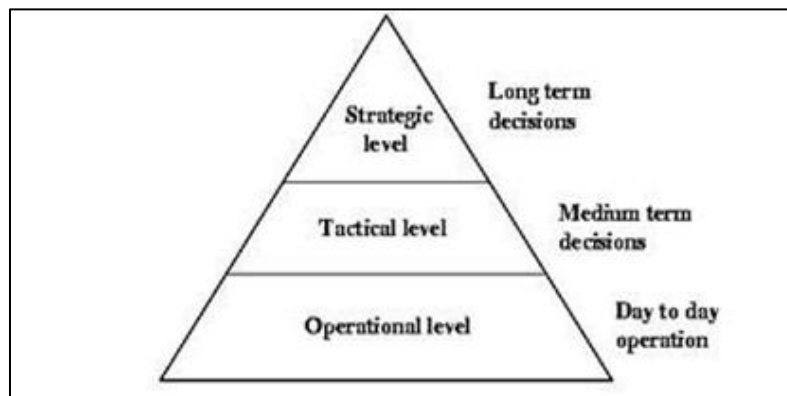 Strategic
level
Long term
decisions
Tactical level
Medium term
decisions
Operational level
Day to day
operation